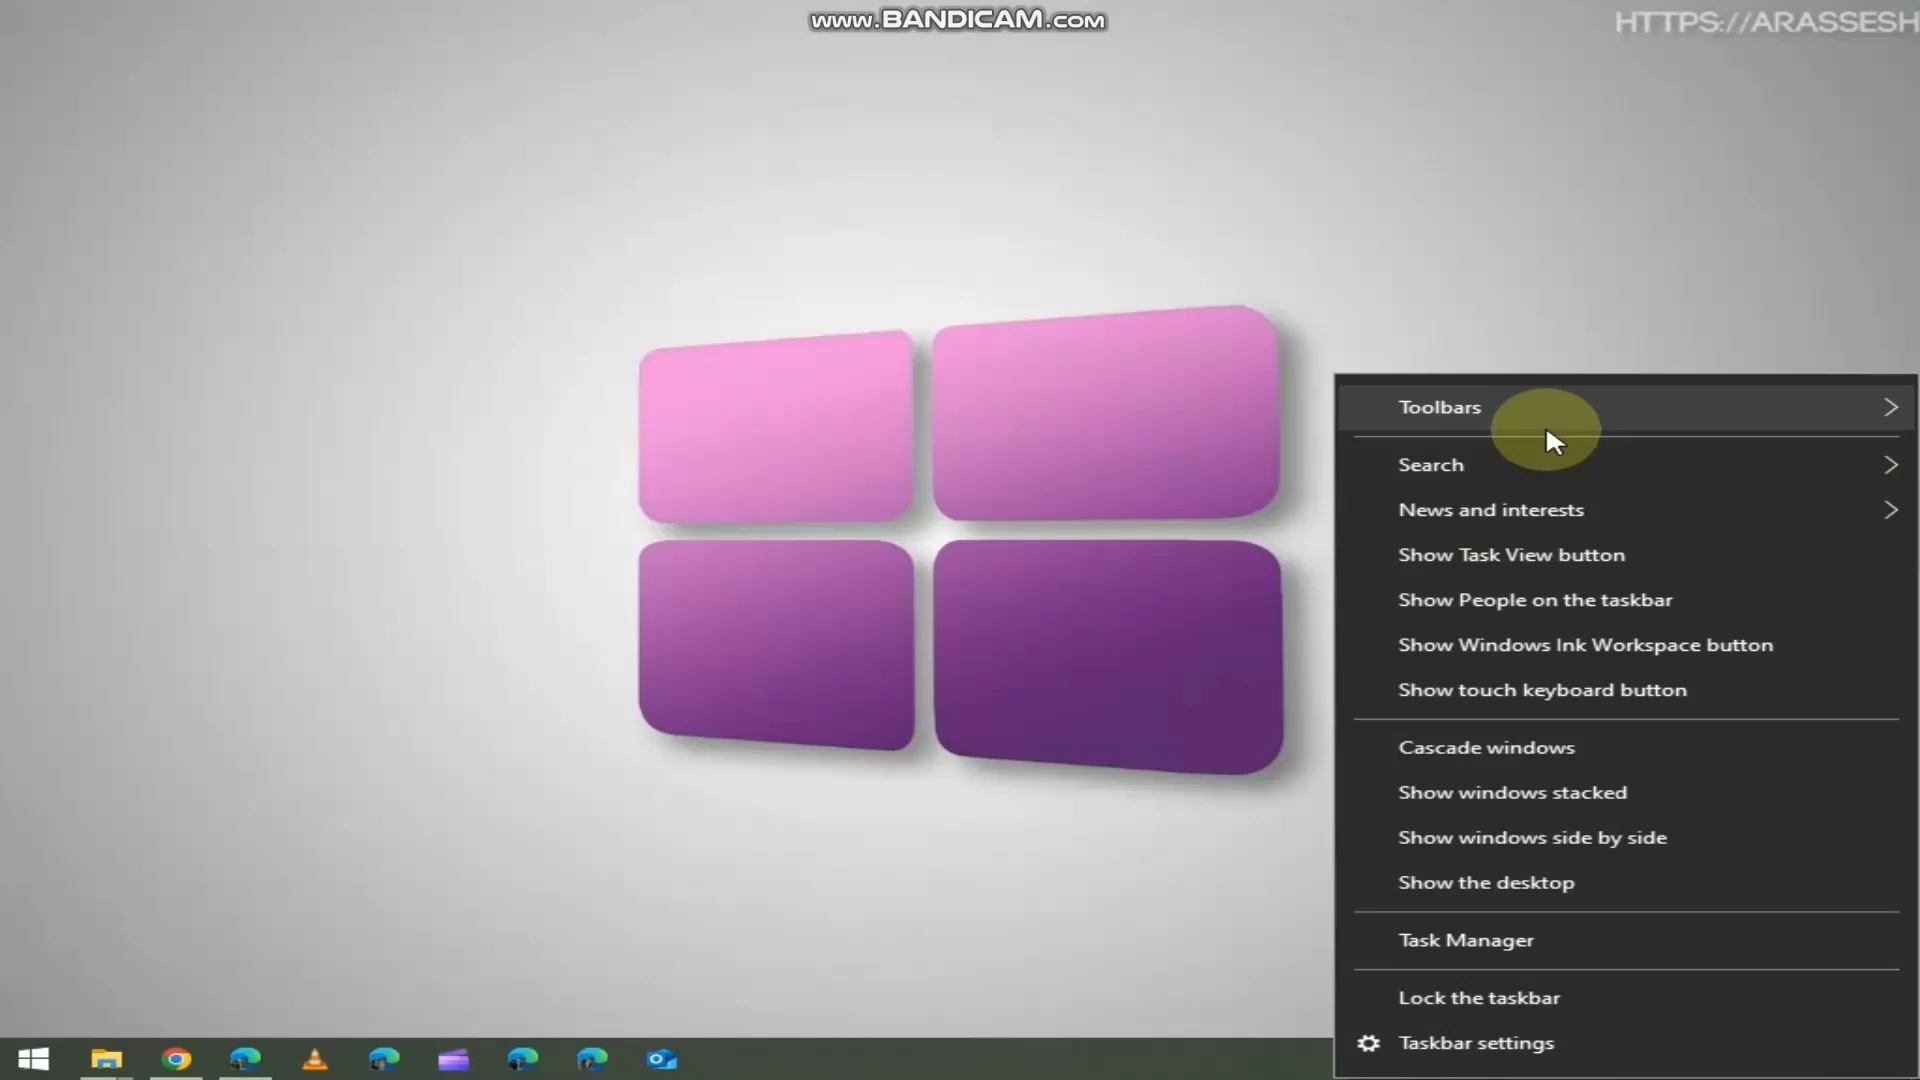 www.BANDICAM.com
HTTPS://ARASSESH
Toolbars
Search
News and interests
Show Task View button
Show People on the taskbar
Show Windows Ink Workspace button
Show touch keyboard button
Cascade windows
Show windows stacked
Show windows side by side
Show the desktop
Task Manager
Lock the taskbar
Taskbar settings